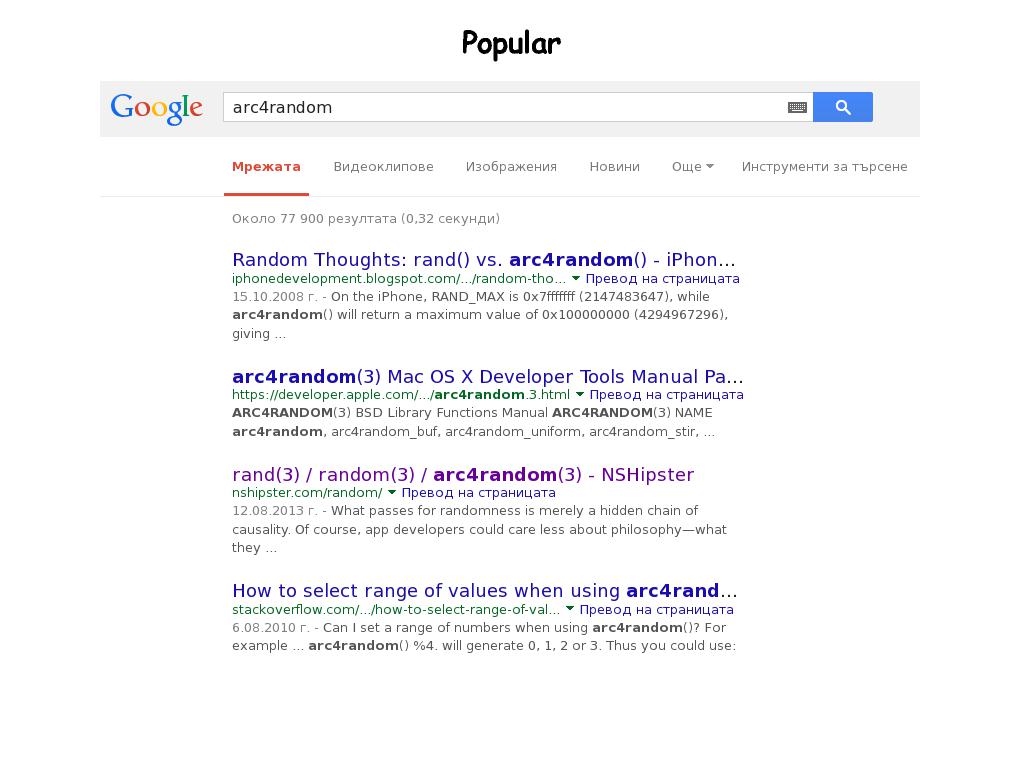 Popular
Google
arc4random
Мрежата Видеоклипове Изображения Новини Още Инструменти за търсене
Около 77 900 резултата (0,32 секунди)
Random Thoughts: rand() vs. arc4random() - iPhon...
iphonedevelopment.blogspot.com/.../random-tho... Превод на страницата
15.10.2008 г. - On the iPhone, RAND_MAX is 0x7fffffff (2147483647), while
arc4random() will return a maximum value of 0x100000000 (4294967296),
giving ...
arc4random(3) Mac OS X Developer Tools Manual Pa...
https://developer.apple.com/.../arc4random.3.html Превод на страницата
ARC4RANDOM(3) BSD Library Functions Manual ARC4RANDOM(3) NAME
arc4random, arc4random_buf, arc4random_uniform, arc4random_stir, ...
rand(3) / random(3) / arc4random(3) - NSHipster
nshipster.com/random/ Превод на страницата
12.08.2013 г. - What passes for randomness is merely a hidden chain of
causality. Of course, app developers could care less about philosophy—what
they ...
How to select range of values when using arc4rand...
stackoverflow.com/.../how-to-select-range-of-val... Превод на страницата
6.08.2010 г. - Can I set a range of numbers when using arc4random()? For
example ... arc4random() %4. will generate 0, 1, 2 or 3. Thus you could use: